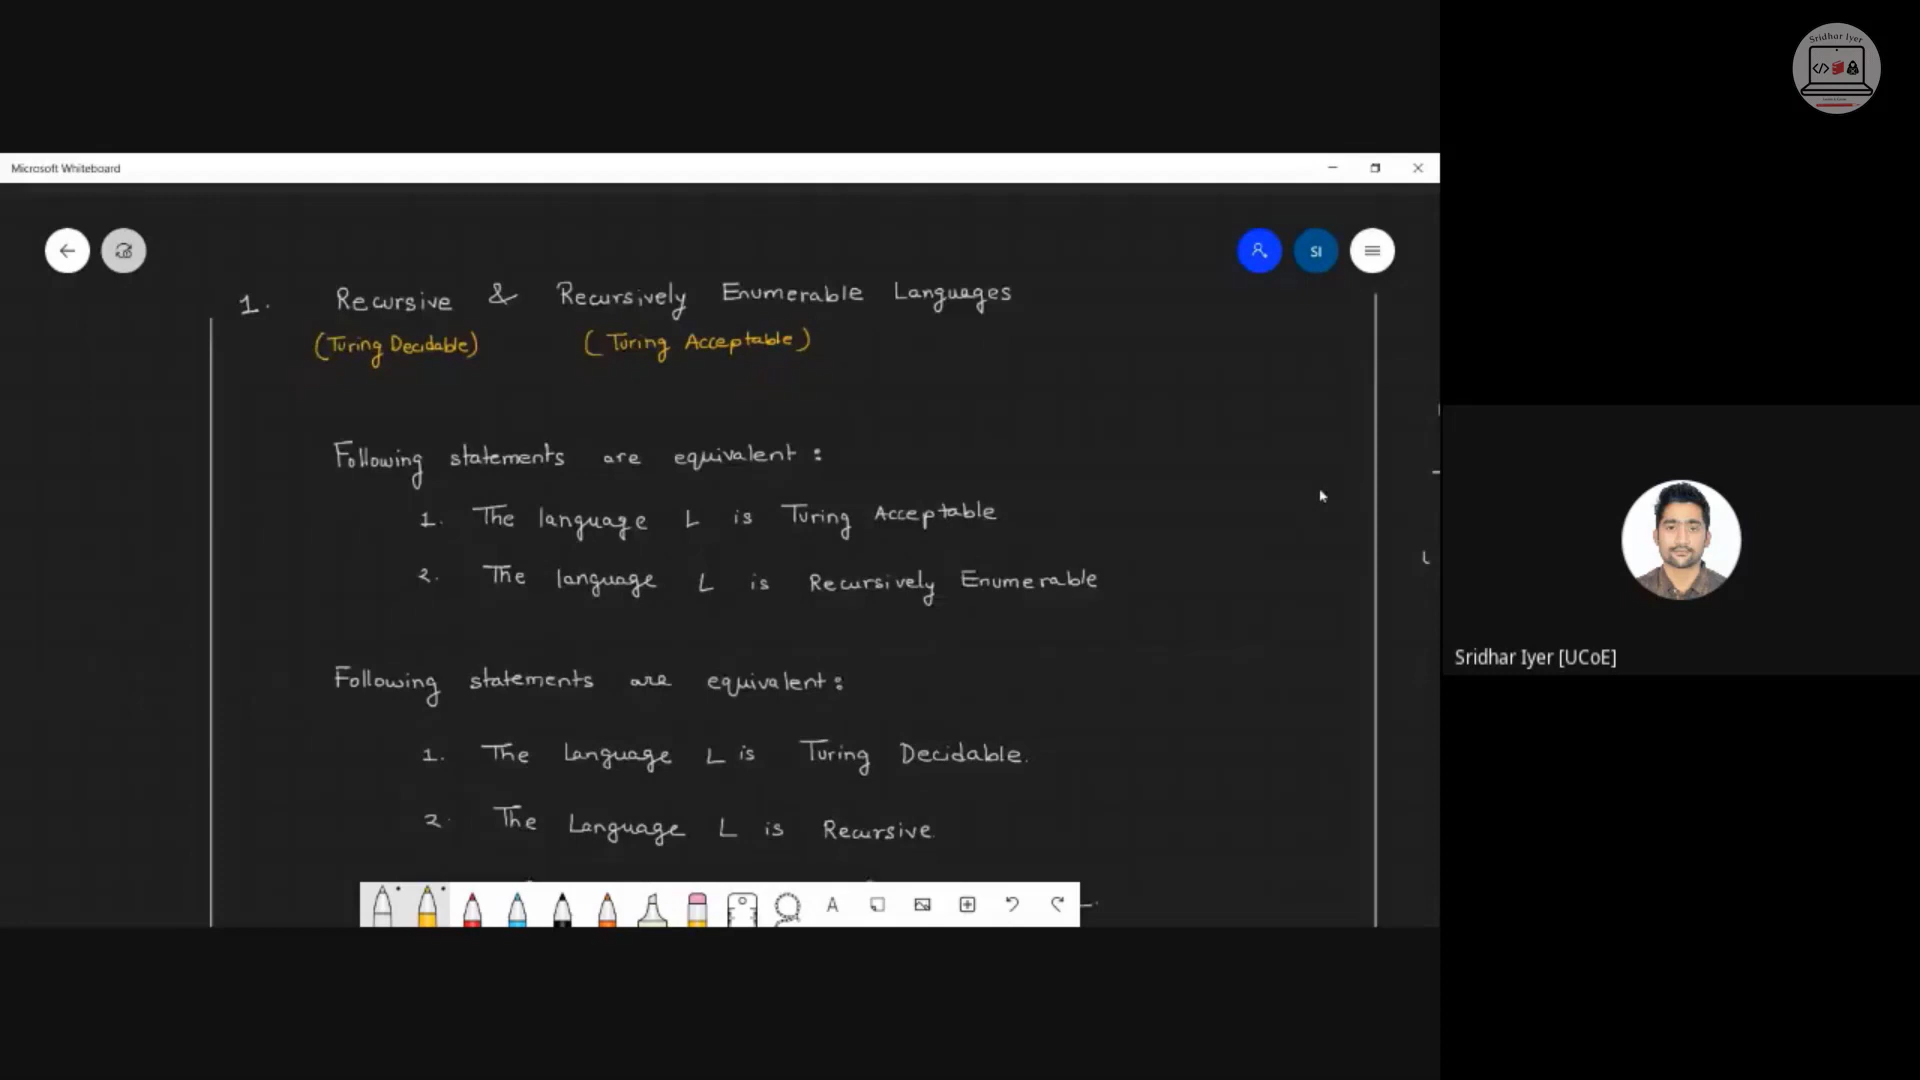 Sridhar Iyer
</>
Microsoft Whiteboard
SI
1. Recursive & Recursively Enumerable Languages
(Turing Decidable) (Turing Acceptable)
Following statements are equivalent :
1. The language L is Turing Acceptable
2. The language L is Recursively Enumerable
Following statements are equivalent:
1. The Language L is Turing Decidable.
2. The Language L is Recursive.
A
Sridhar Iyer [UCoE]